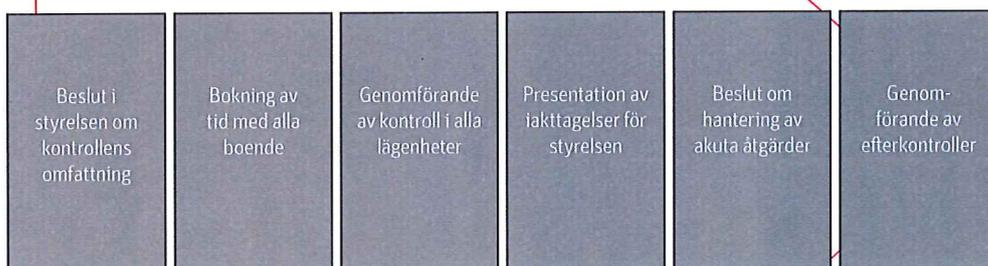 Beslut i
styrelsen om
kontrollens
omfattning
Bokning av
tid med alla
boende
Genomförande
av kontroll i alla
lägenheter
Presentation av
iakttagelser för
styrelsen
Beslut om
hantering av
akuta åtgärder
Genom-
förande av
efterkontroller